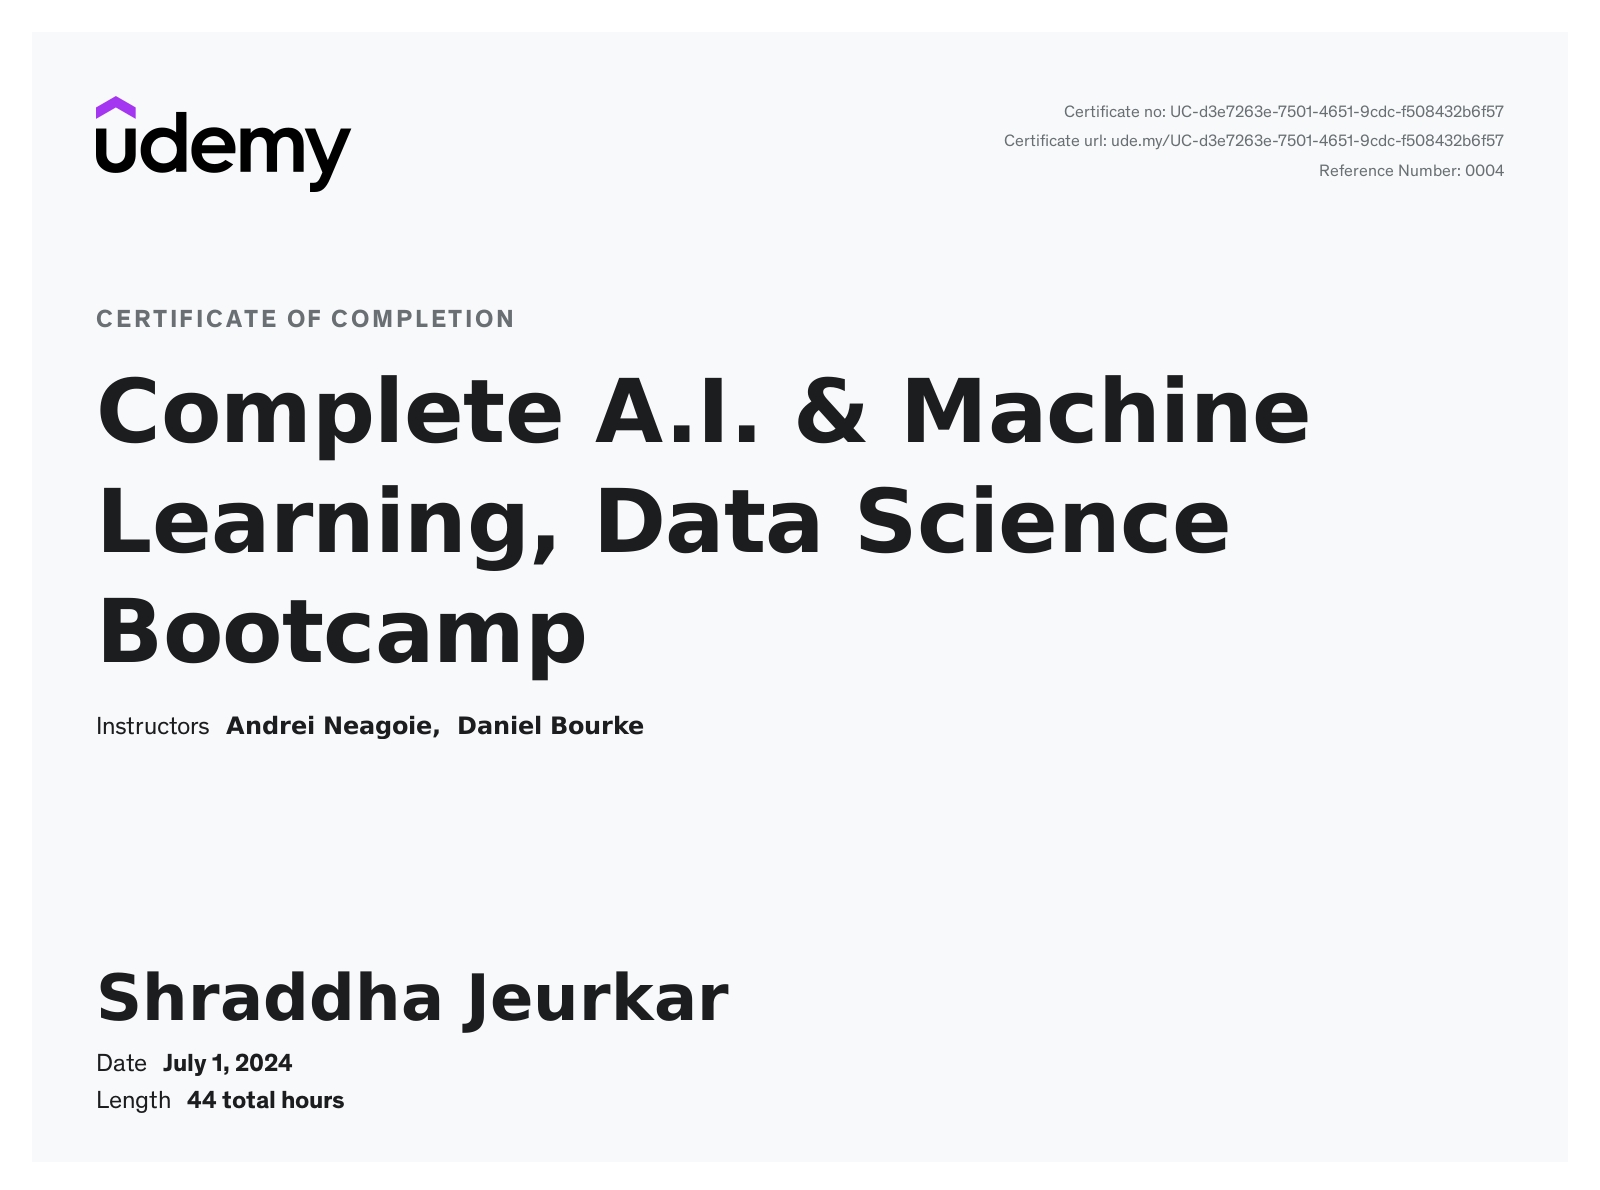 udemy
Certificate no: UC-d3e7263e-7501-4651-9cdc-f508432b6f57
Certificate url: ude.my/UC-d3e7263e-7501-4651-9cdc-f508432b6f57
Reference Number: 0004
CERTIFICATE OF COMPLETION
Complete A.I. & Machine
Learning, Data Science
Bootcamp
Instructors Andrei Neagoie, Daniel Bourke
Shraddha Jeurkar
Date July 1, 2024
Length 44 total hours